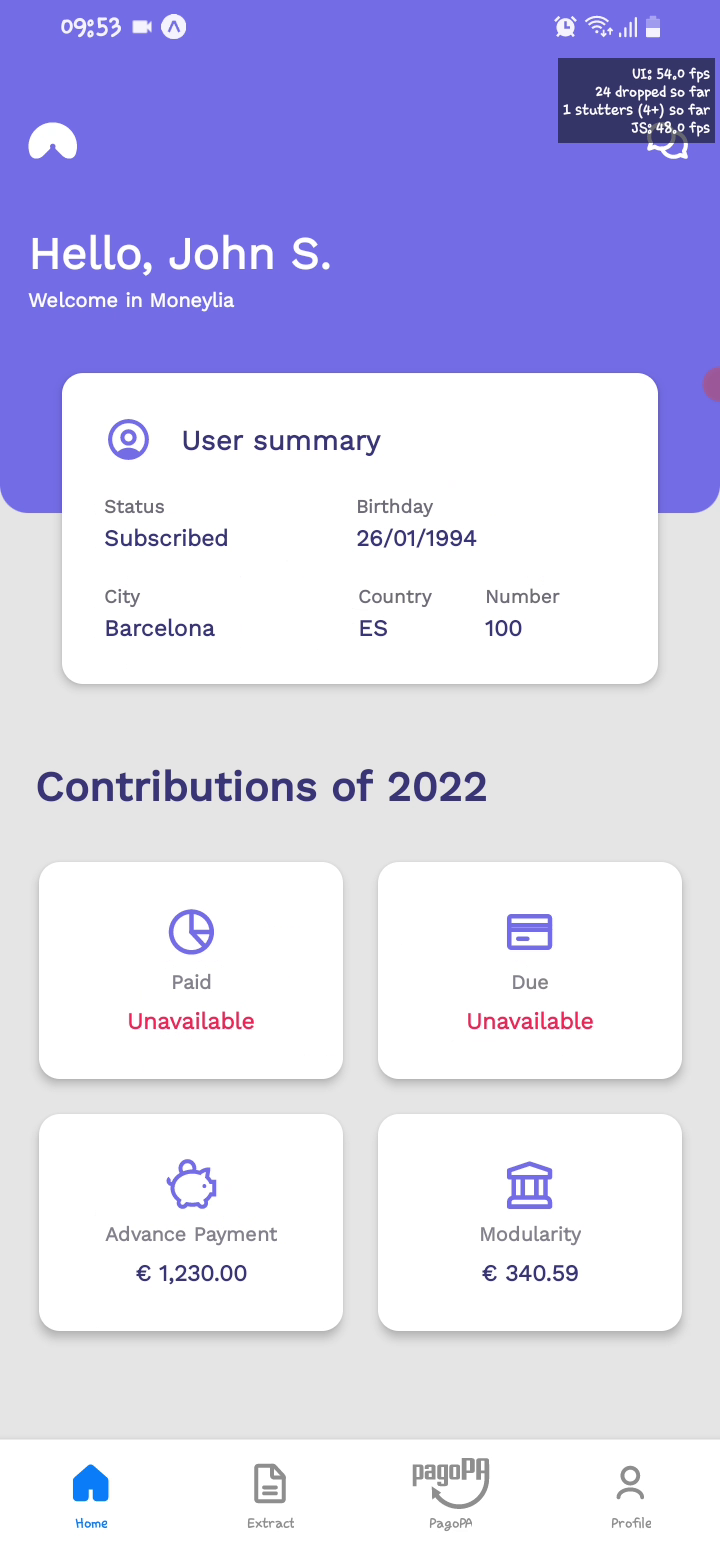 09:53
UI: 54.0 fps
24 dropped so far
1 stutters (4+) so far
JS: 48.0 fps
Hello, John S.
Welcome in Moneylia
User summary
Status Birthday
Subscribed 26/01/1994
City Country Number
Barcelona ES 100
Contributions of 2022
Paid Due
Unavailable Unavailable
Advance Payment Modularity
€ 1,230.00 € 340.59
pagoPA
Home Extract PagoPA Profile